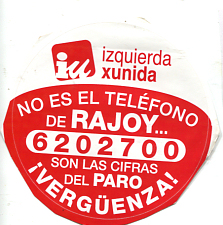 iu izquierda
xunida
NO ES EL TELÉFONO
DE RAJOY...
6202700
SON LAS CIFRAS
DEL PARO
¡VERGÜENZA!